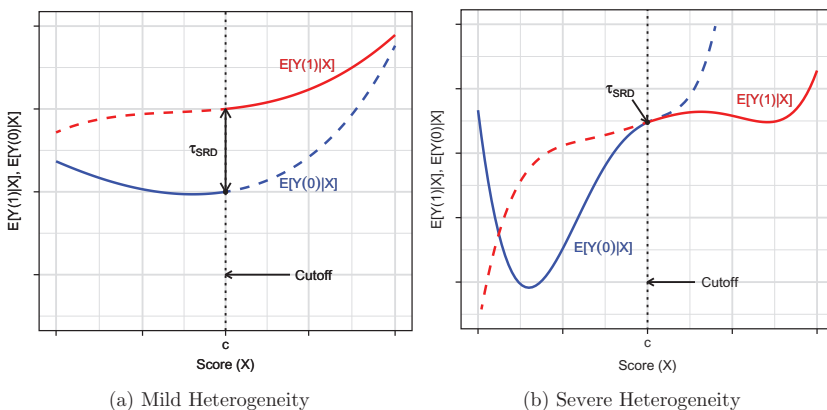 E[Y(1)|X], E[Y(0)|X]
E[Y(1)|X]
τSRD
E[Y(0)|X]
Cutoff
c
Score (X)
(a) Mild Heterogeneity
E[Y(1)|X], E[Y(0)|X]
τSRD
E[Y(1)|X]
E[Y(0)|X]
Cutoff
c
Score (X)
(b) Severe Heterogeneity